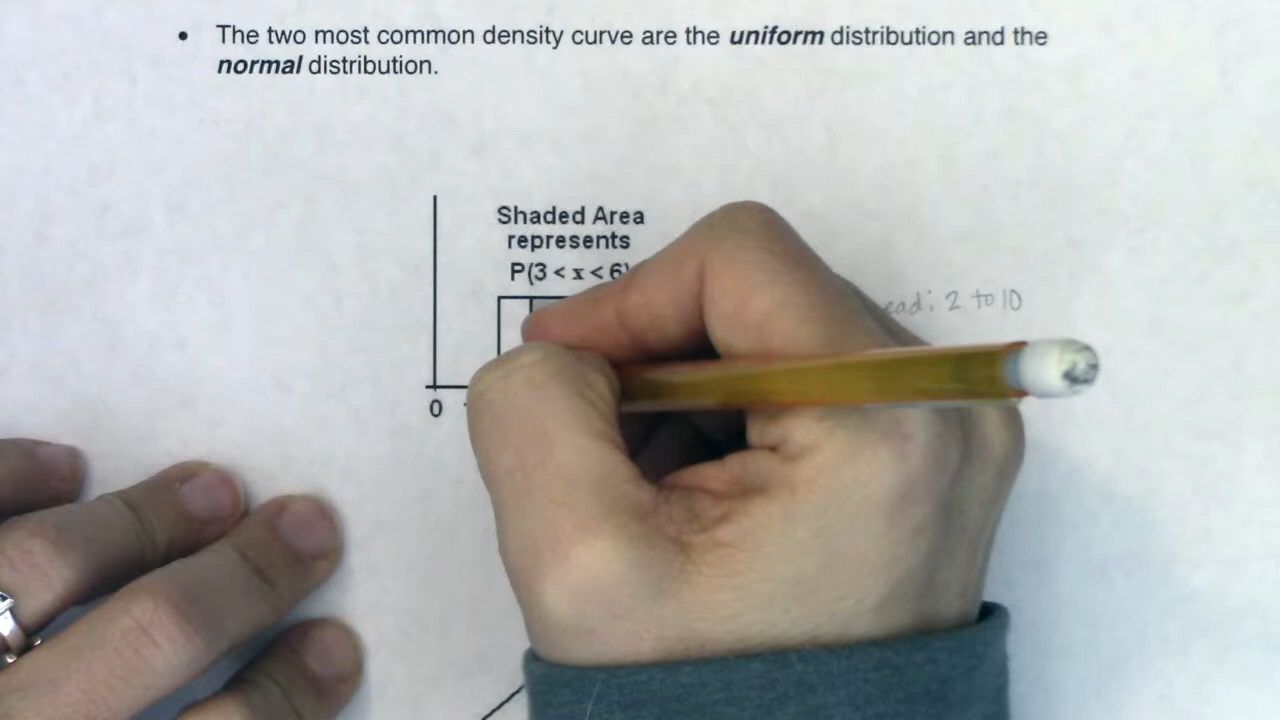 • The two most common density curve are the uniform distribution and the
normal distribution.
Shaded Area
represents
P(3 < x < 6)
2 to 10
0